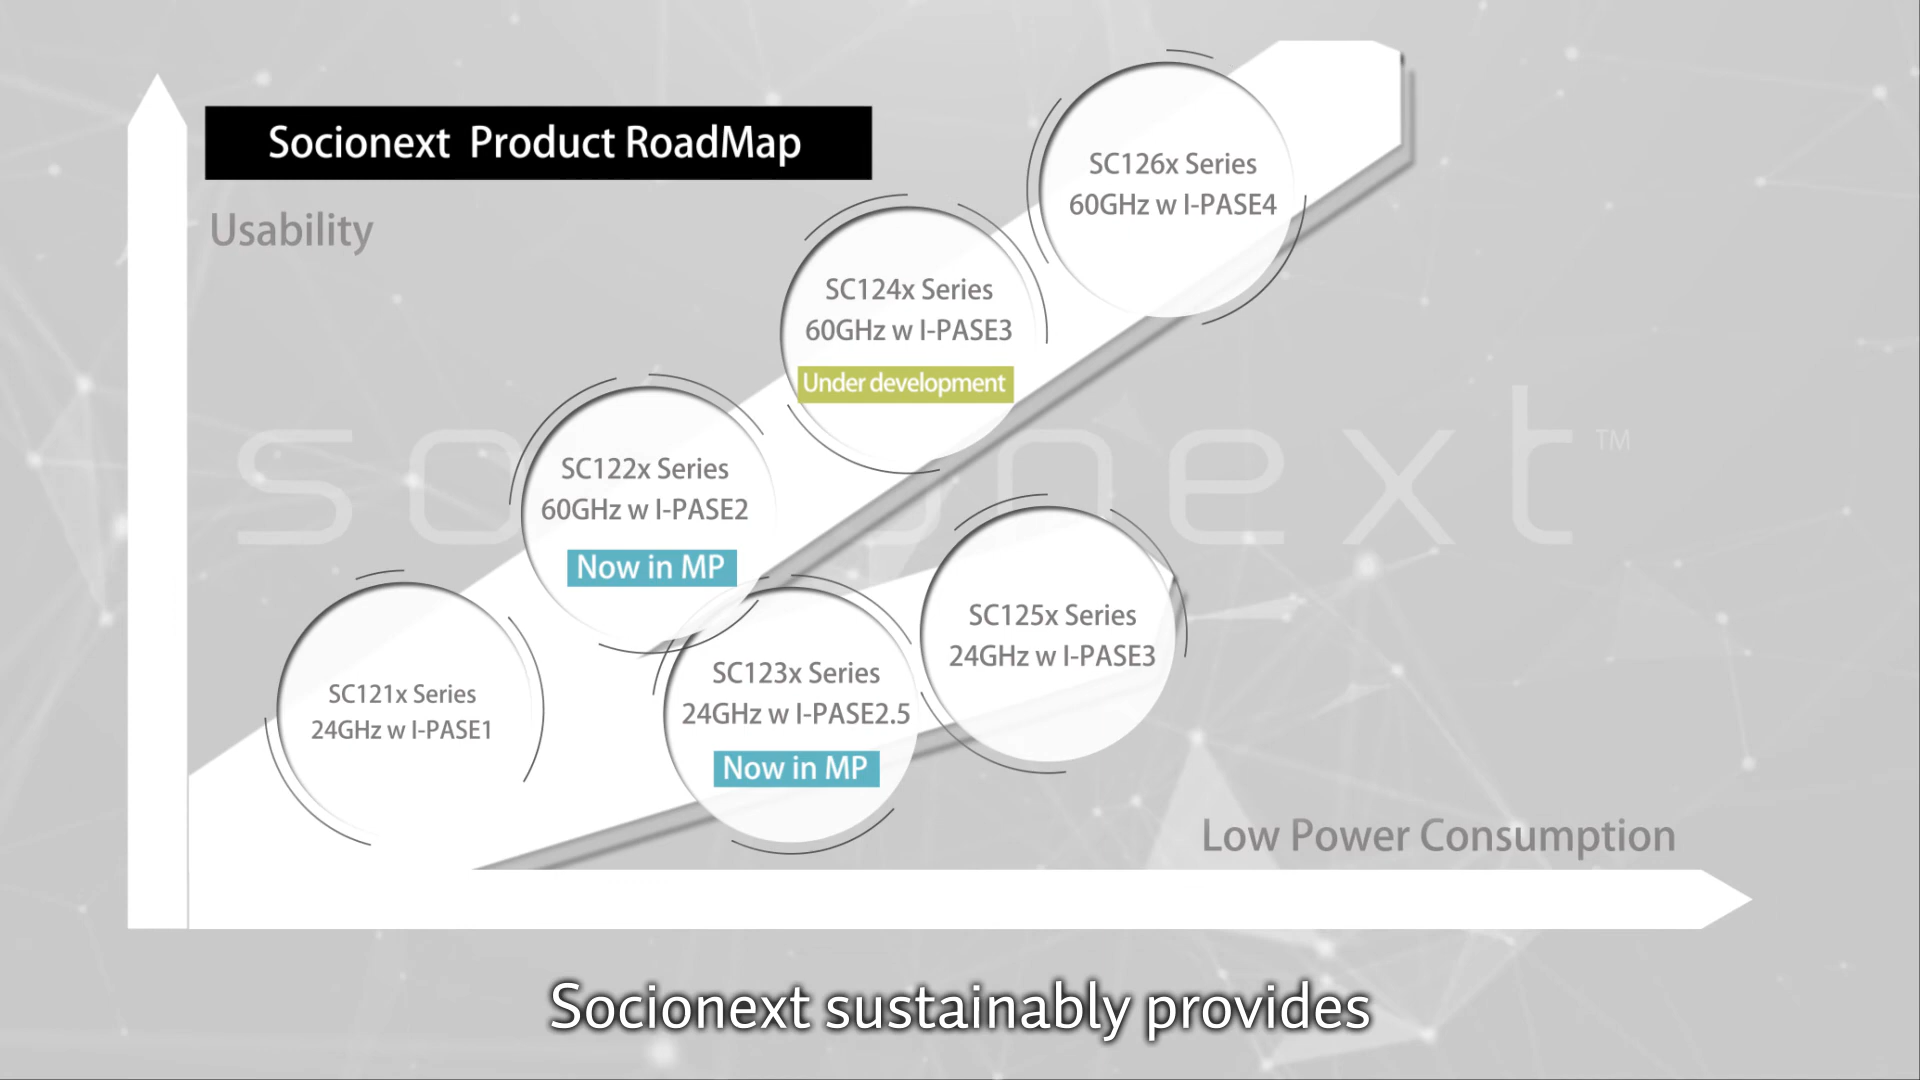 Socionext Product RoadMap
Usability
SC126x Series
60GHz w I-PASE4
SC124x Series
60GHz w I-PASE3
Under development
SC122x Series
60GHz w I-PASE2
Now in MP
socionext™
SC125x Series
24GHz w I-PASE3
SC123x Series
24GHz w I-PASE2.5
Now in MP
SC121x Series
24GHz w I-PASE1
Low Power Consumption
Socionext sustainably provides